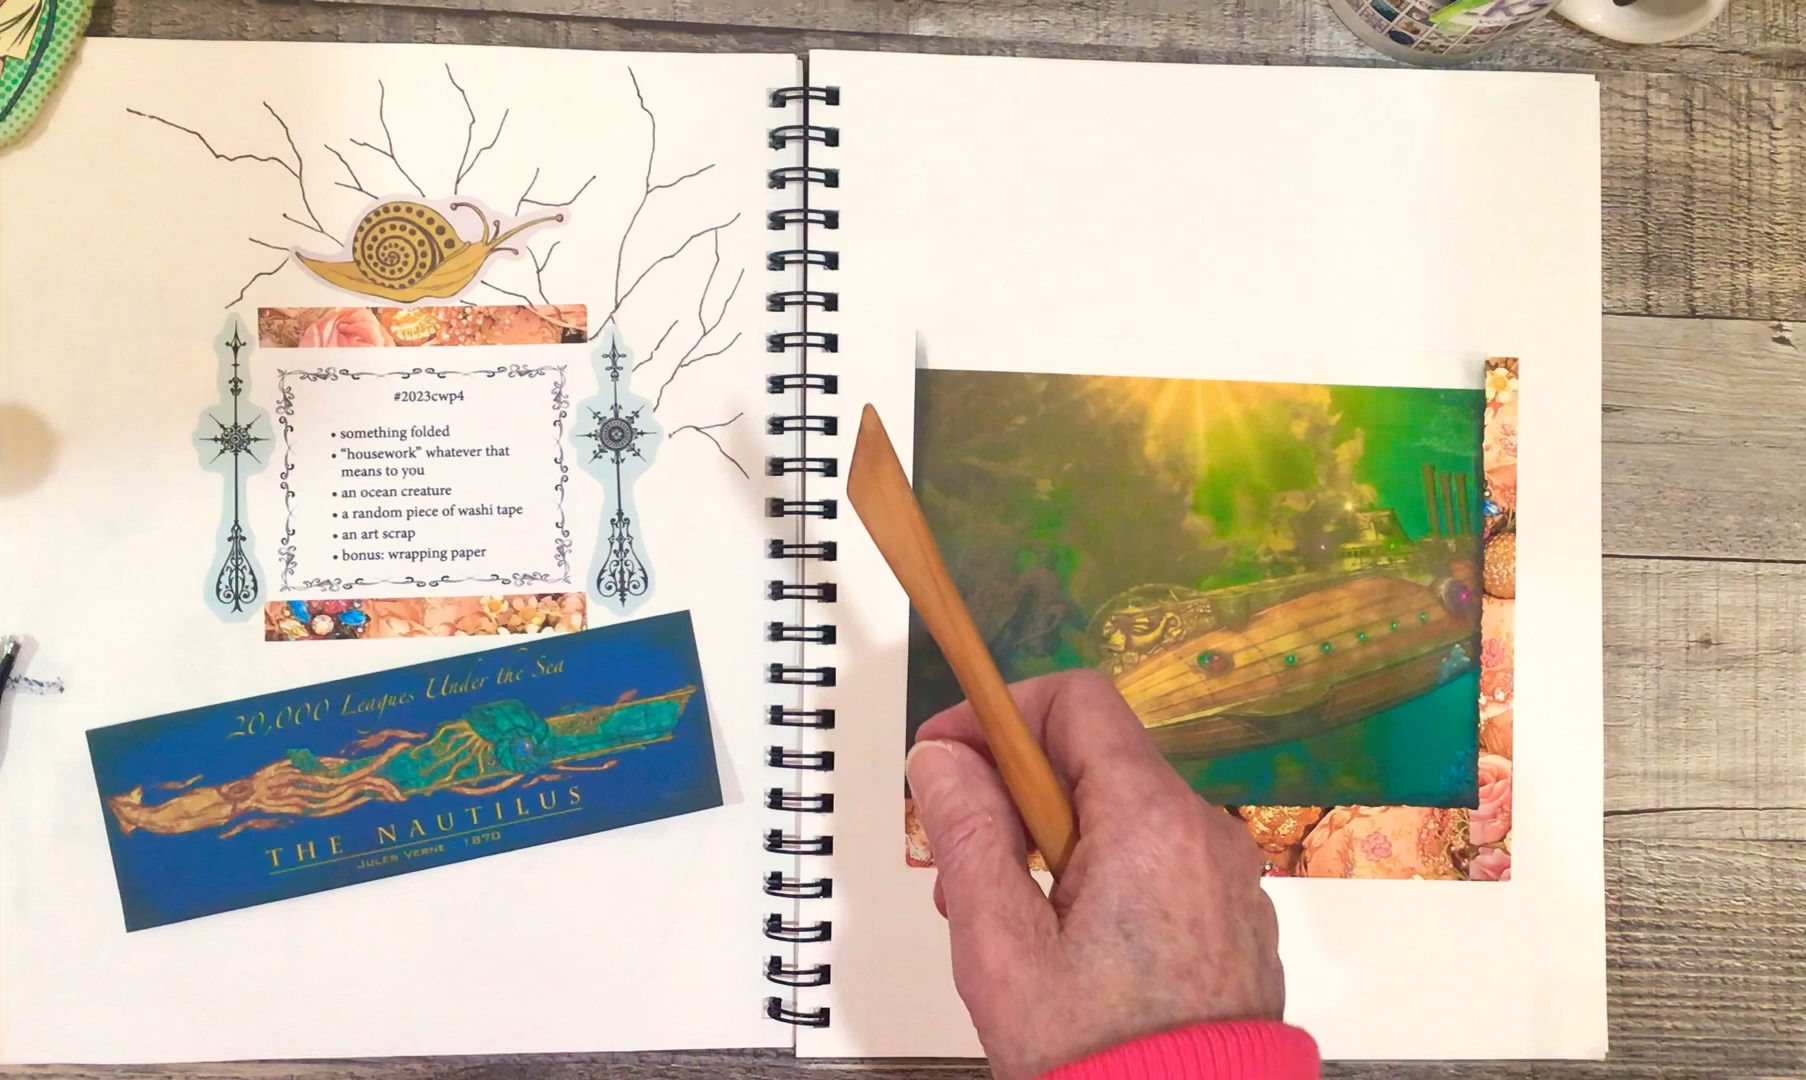 #2023cwp4
• something folded
• “housework” whatever that
means to you
• an ocean creature
• a random piece of washi tape
• an art scrap
• bonus: wrapping paper
20,000 Leagues Under the Sea
THE NAUTILUS
JULES VERNE - 1870